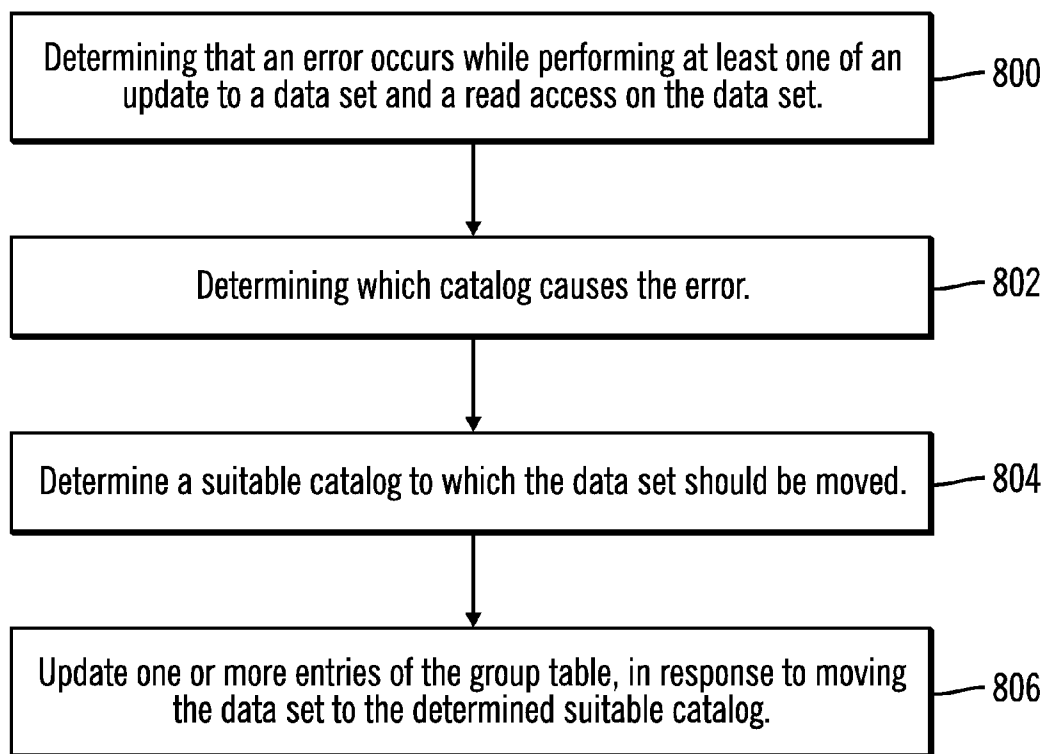 Determining that an error occurs while performing at least one of an
update to a data set and a read access on the data set.
800
Determining which catalog causes the error.
802
Determine a suitable catalog to which the data set should be moved.
804
Update one or more entries of the group table, in response to moving
the data set to the determined suitable catalog.
806